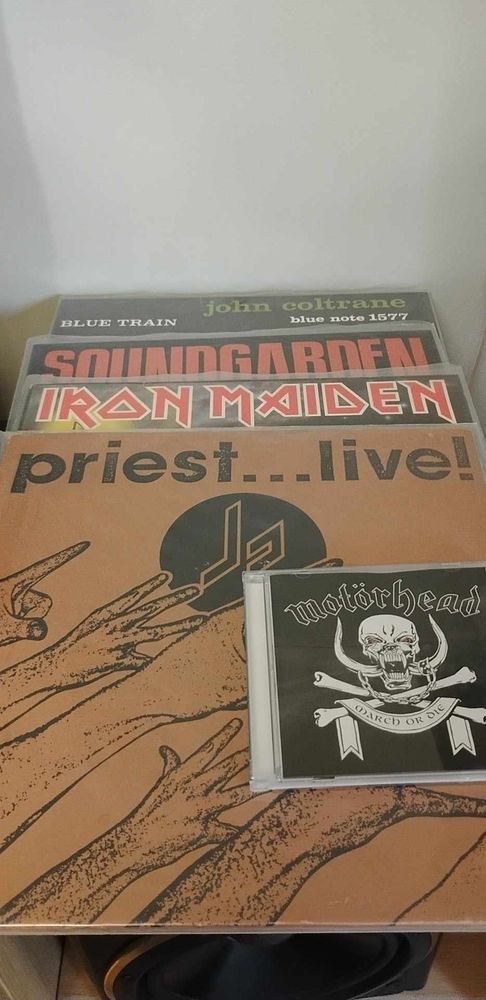 john coltrane
BLUE TRAIN
blue note 1577
SOUNDGARDEN
IRON MAIDEN
priest...live!
motörhead
MARCH OR DIE